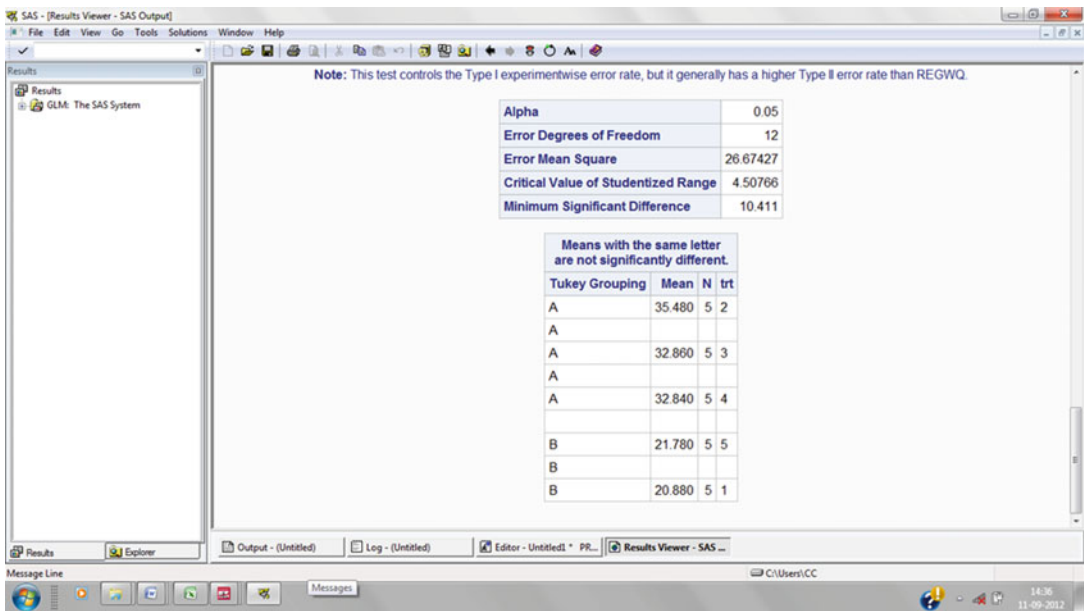 SAS - [Results Viewer - SAS Output]
File Edit View Go Tools Solutions Window Help
Results
Results
GLM: The SAS System
Note: This test controls the Type I experimentwise error rate, but it generally has a higher Type II error rate than REGWQ.
Alpha 0.05
Error Degrees of Freedom 12
Error Mean Square 26.67427
Critical Value of Studentized Range 4.50766
Minimum Significant Difference 10.411
Means with the same letter
are not significantly different.
Tukey Grouping Mean N trt
A 35.480 5 2
A
A 32.860 5 3
A
A 32.840 5 4
B 21.780 5 5
B
B 20.880 5 1
Results Explorer
Output - (Untitled) Log - (Untitled) Editor - Untitled1 * PR... Results Viewer - SAS ...
Message Line
C:\Users\CC
Messages
14:36
11-09-2012